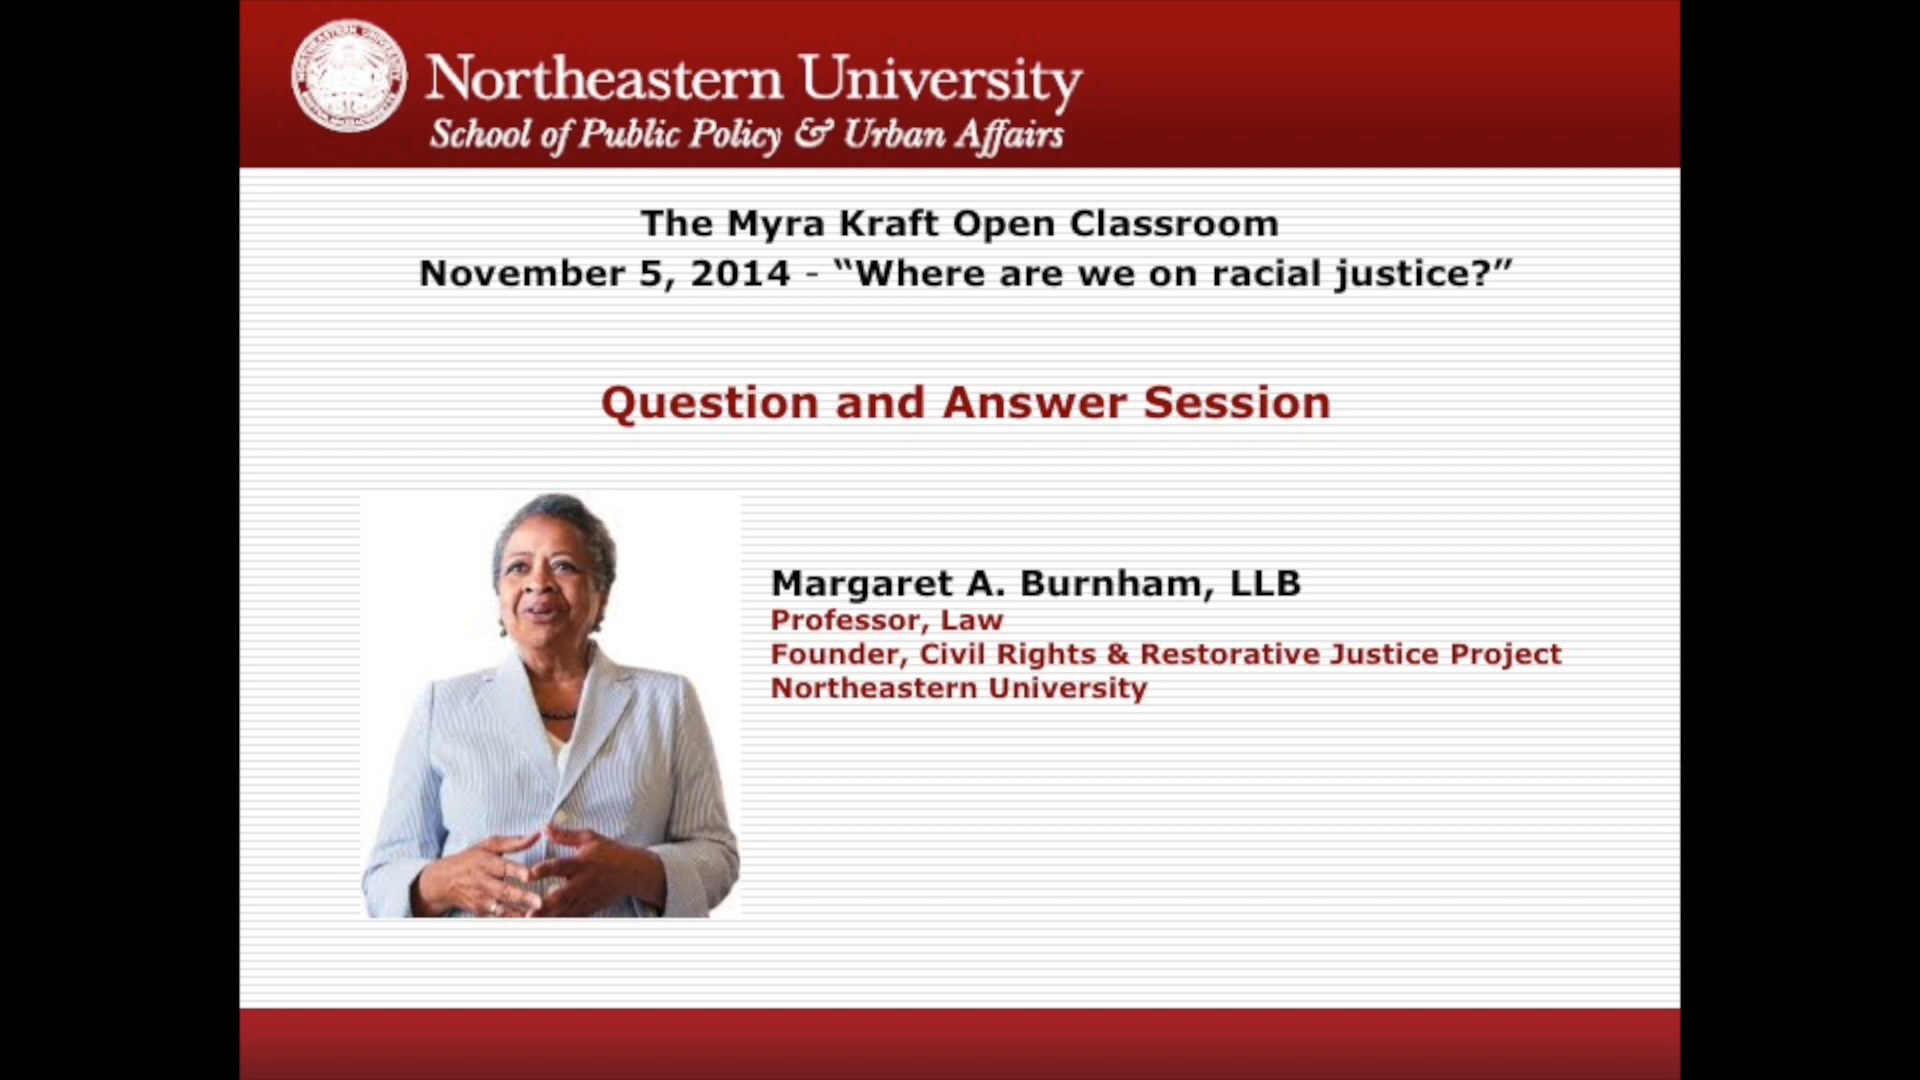 Northeastern University
School of Public Policy & Urban Affairs
The Myra Kraft Open Classroom
November 5, 2014 - “Where are we on racial justice?”
Question and Answer Session
Margaret A. Burnham, LLB
Professor, Law
Founder, Civil Rights & Restorative Justice Project
Northeastern University